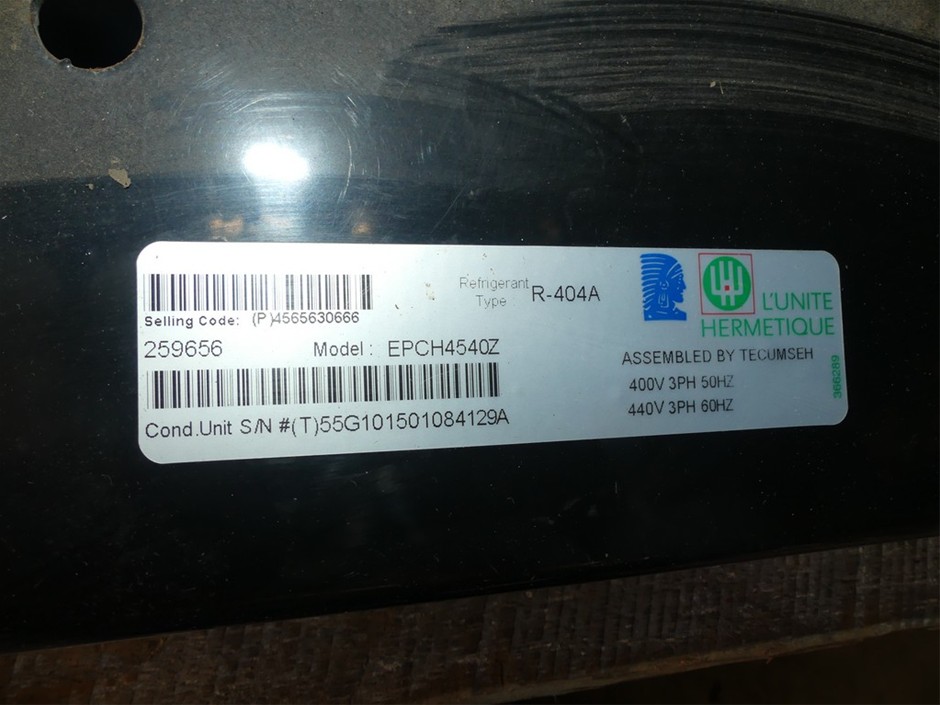 Selling Code: (P)4565630666
259656 Model : EPCH4540Z
Cond.Unit S/N #(T)55G101501084129A
Refrigerant
Type R-404A
L'UNITE
HERMETIQUE
ASSEMBLED BY TECUMSEH
400V 3PH 50HZ
440V 3PH 60HZ
366289